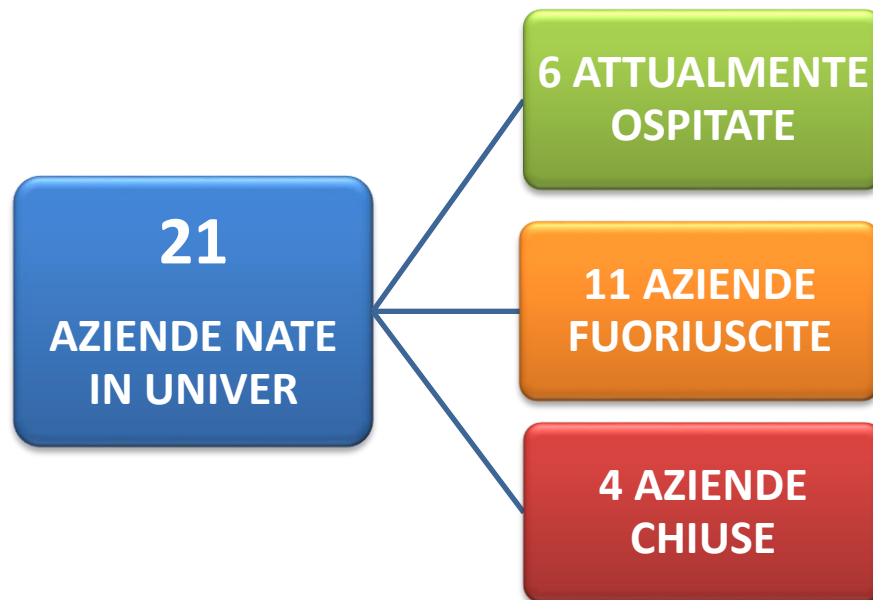 21
AZIENDE NATE
IN UNIVER
6 ATTUALMENTE
OSPITATE
11 AZIENDE
FUORIUSCITE
4 AZIENDE
CHIUSE